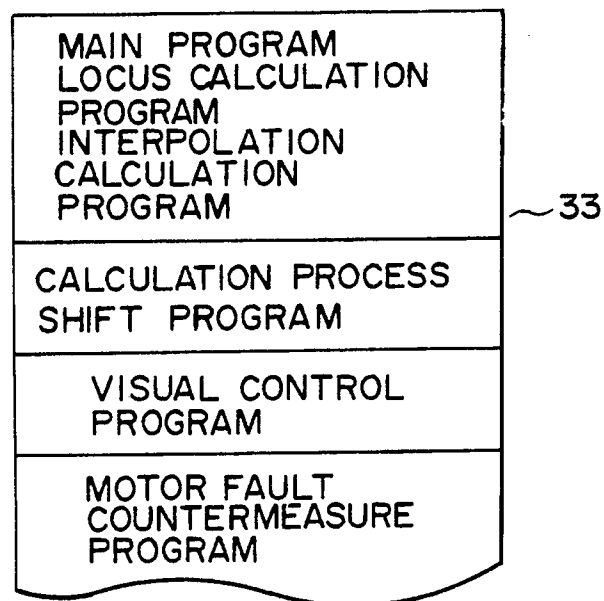 MAIN PROGRAM
LOCUS CALCULATION
PROGRAM
INTERPOLATION
CALCULATION
PROGRAM
33
CALCULATION PROCESS
SHIFT PROGRAM
VISUAL CONTROL
PROGRAM
MOTOR FAULT
COUNTERMEASURE
PROGRAM